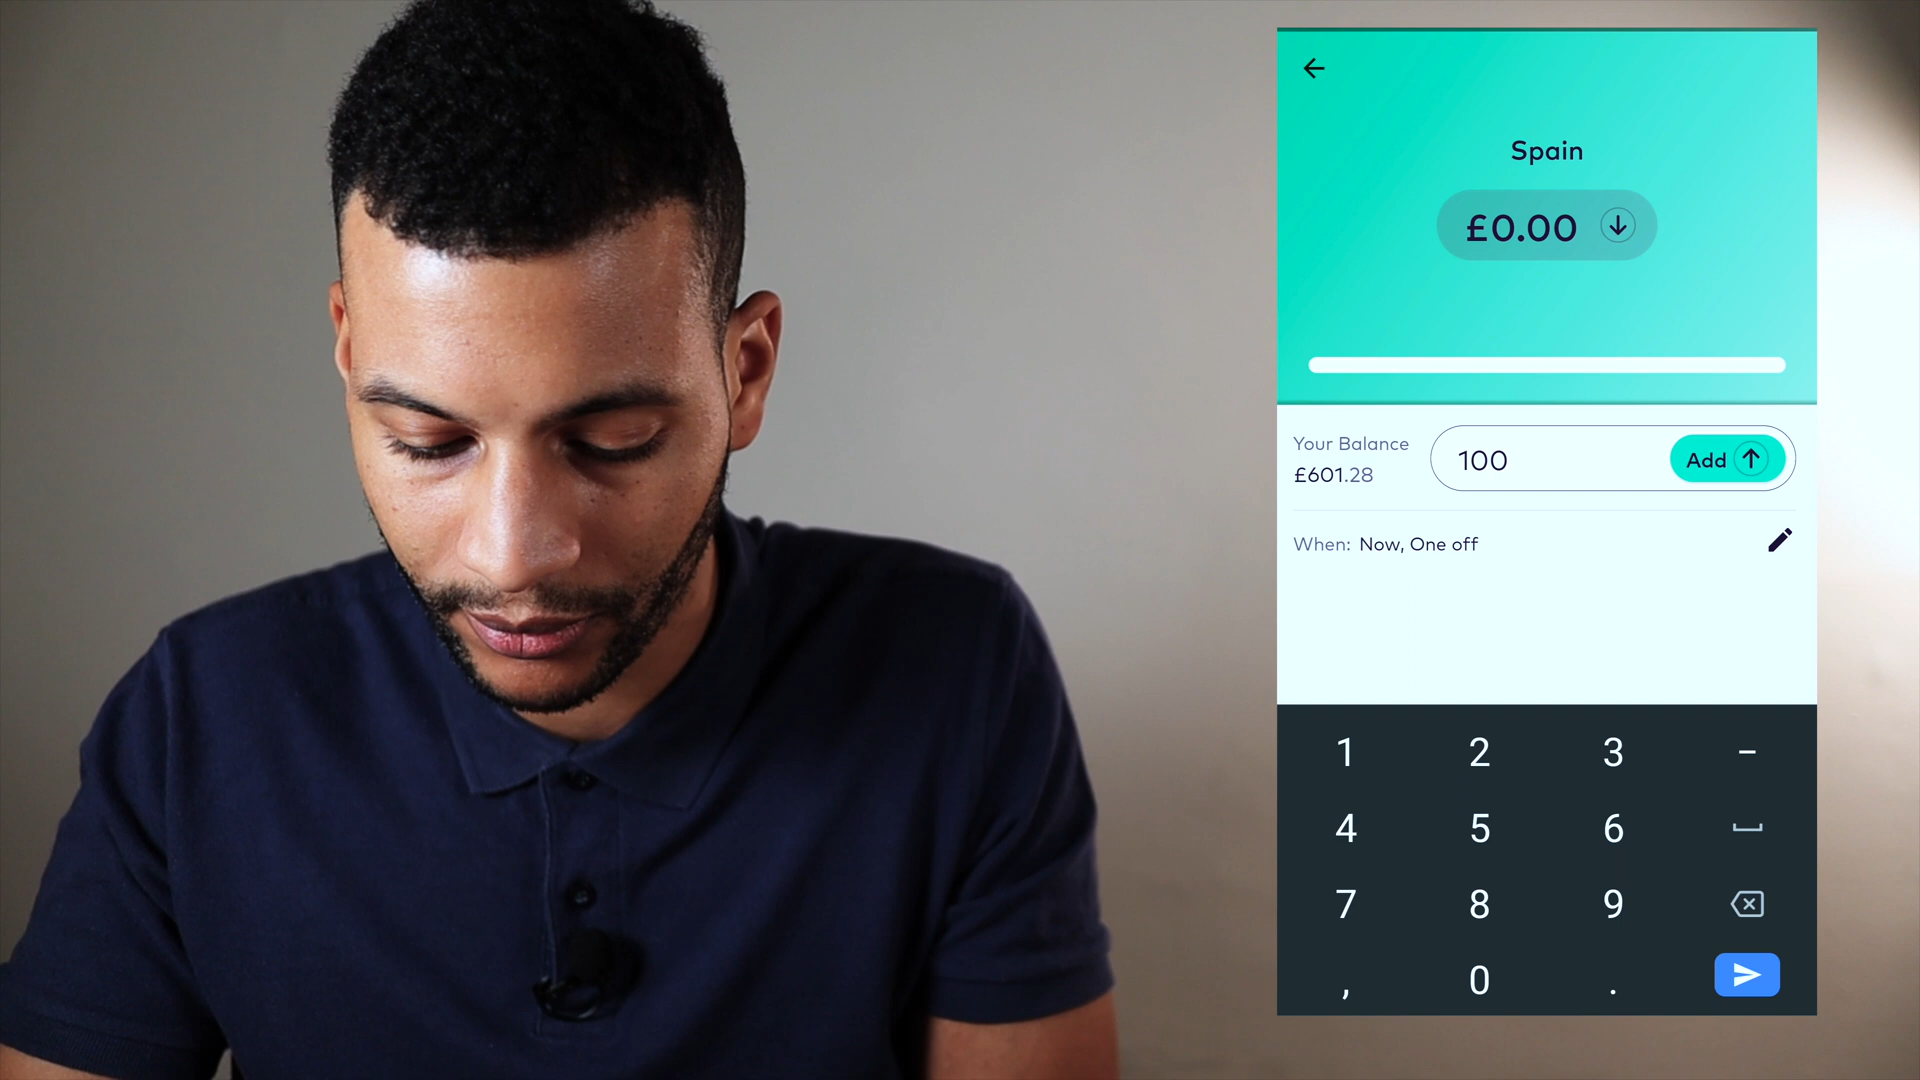 Spain
£0.00
Your Balance
£601.28
100
Add
When: Now, One off
1 2 3 –
4 5 6
7 8 9
, 0 .